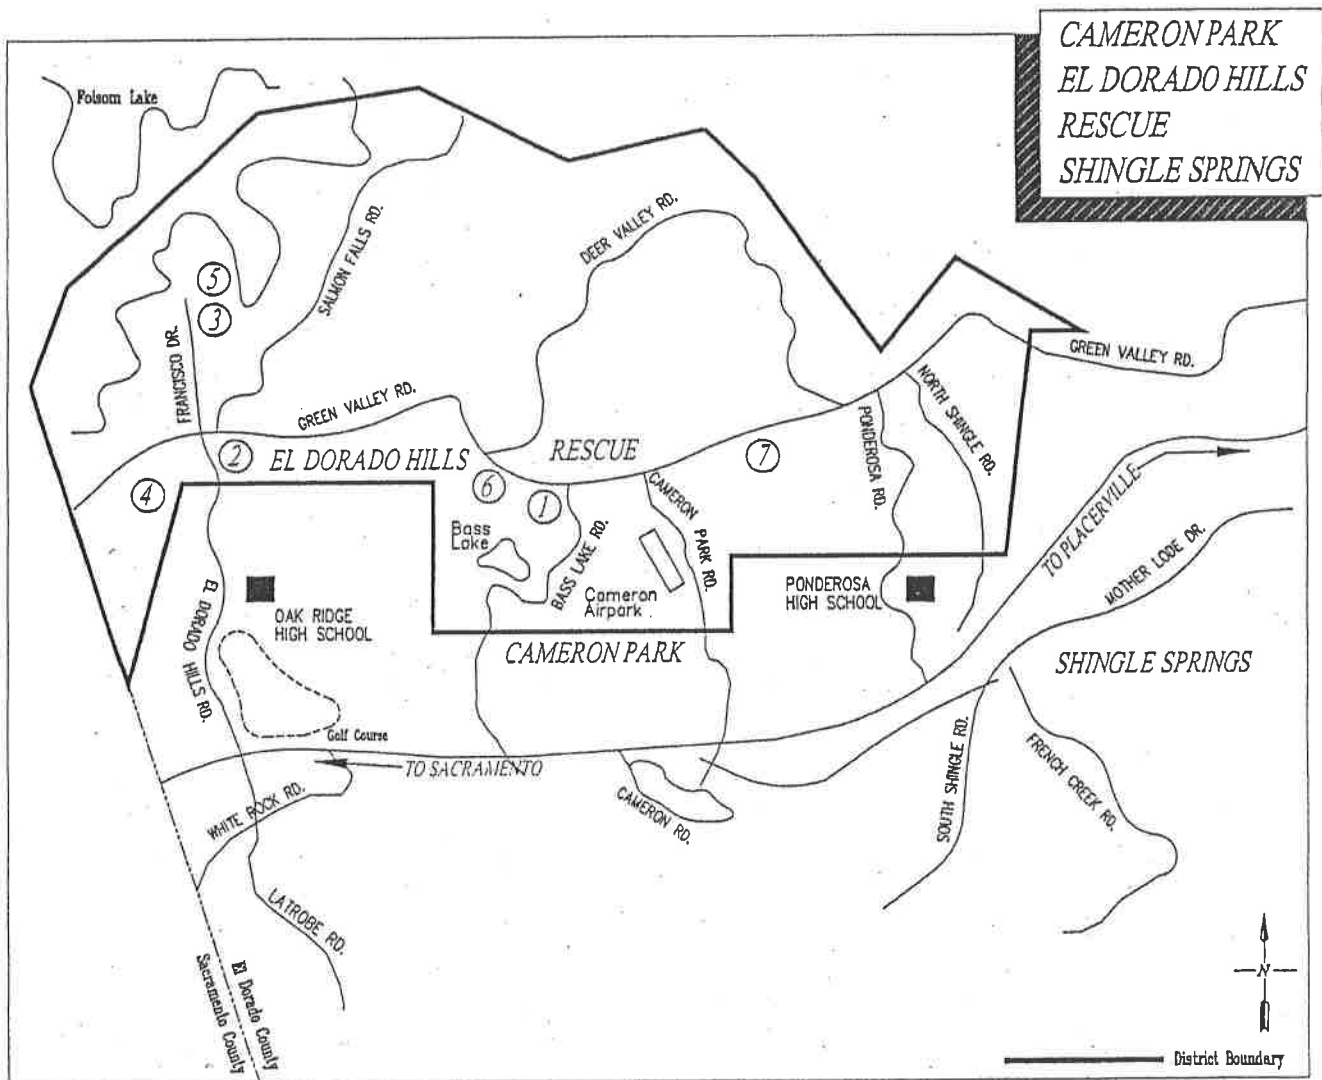 CAMERON PARK
EL DORADO HILLS
RESCUE
SHINGLE SPRINGS
Folsom Lake
SALMON FALLS RD.
DEER VALLEY RD.
5
3
FRANCISCO DR.
GREEN VALLEY RD.
GREEN VALLEY RD.
NORTH SHINGLE RD.
PONDEROSA RD.
2
EL DORADO HILLS
RESCUE
7
4
6
1
CAMERON PARK RD.
TO PLACERVILLE
Bass
Lake
BASS LAKE RD.
MOTHER LODE DR.
EL DORADO HILLS RD.
OAK RIDGE
HIGH SCHOOL
Cameron
Airpark
PONDEROSA
HIGH SCHOOL
CAMERON PARK
SHINGLE SPRINGS
Golf Course
TO SACRAMENTO
WHITE ROCK RD.
CAMERON RD.
SOUTH SHINGLE RD.
FRENCH CREEK RD.
LATROBE RD.
El Dorado County
Sacramento County
N
District Boundary